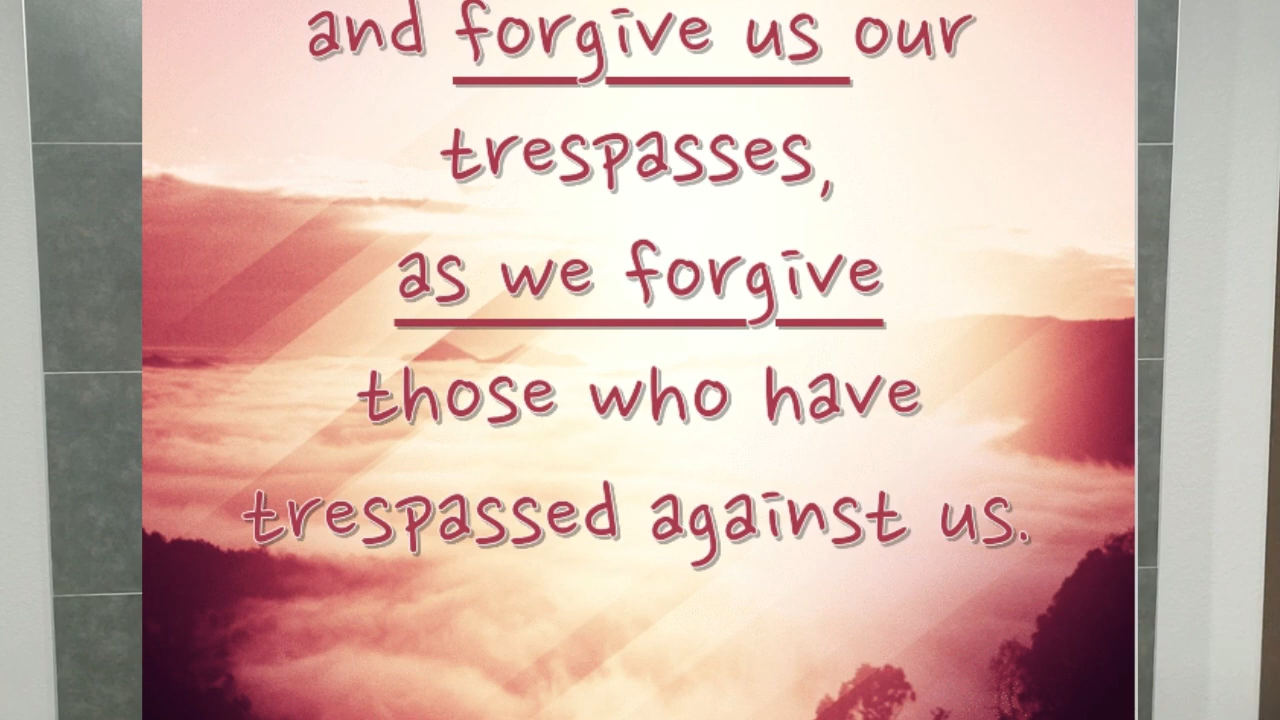 and forgive us our
trespasses,
as we forgive
those who have
trespassed against us.